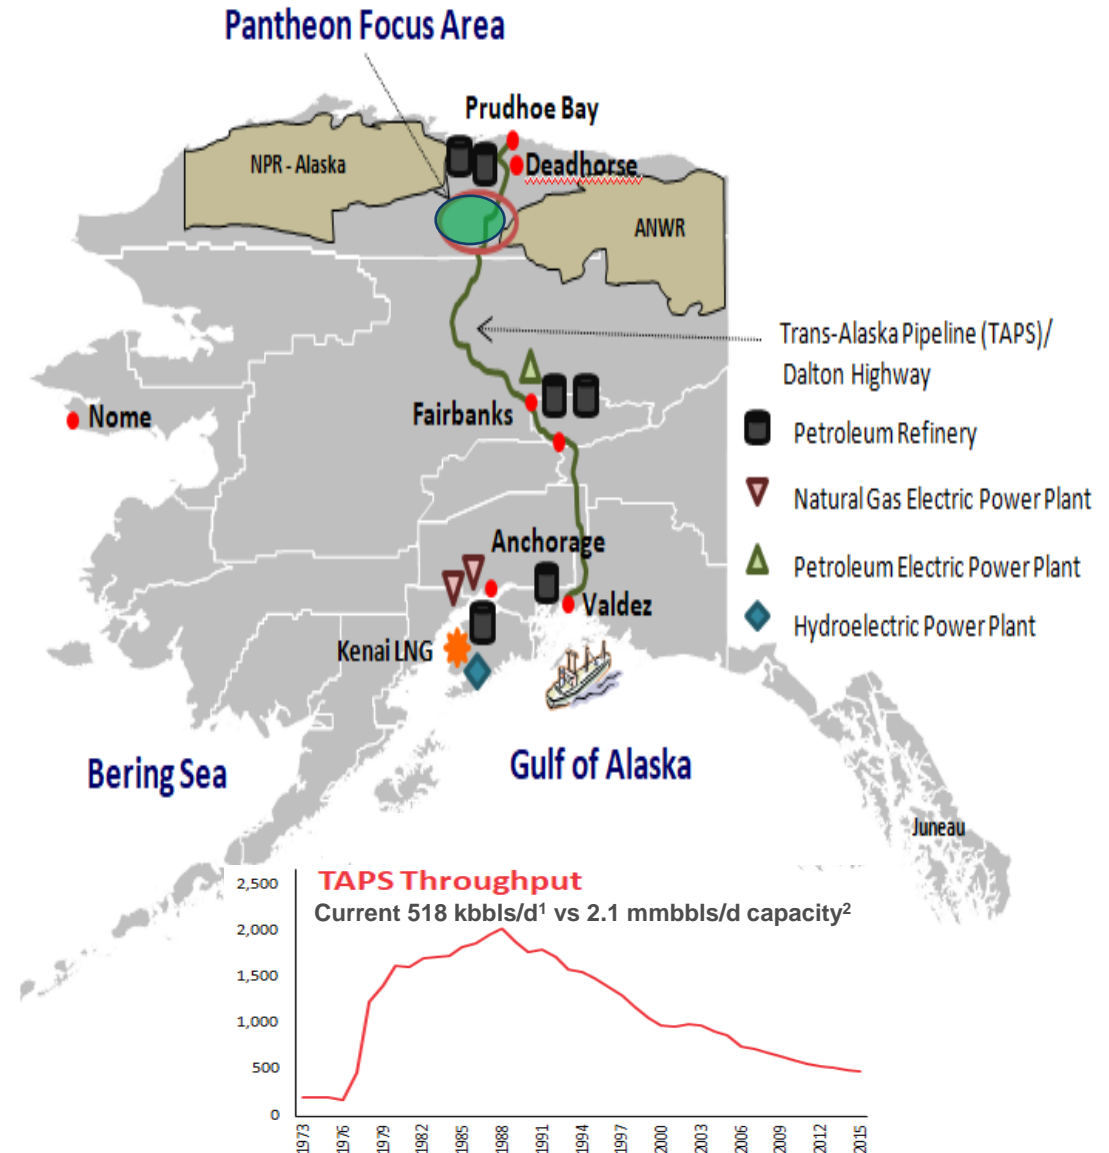 Pantheon Focus Area
Prudhoe Bay
NPR - Alaska
Deadhorse
ANWR
Trans-Alaska Pipeline (TAPS)/
Dalton Highway
Nome
Fairbanks
Petroleum Refinery
Natural Gas Electric Power Plant
Anchorage
Petroleum Electric Power Plant
Valdez
Hydroelectric Power Plant
Kenai LNG
Bering Sea
Gulf of Alaska
Juneau
TAPS Throughput
Current 518 kbbls/d¹ vs 2.1 mmbbls/d capacity²
2,500
2,000
1,500
1,000
500
0
1973
1976
1979
1982
1985
1988
1991
1994
1997
2000
2003
2006
2009
2012
2015